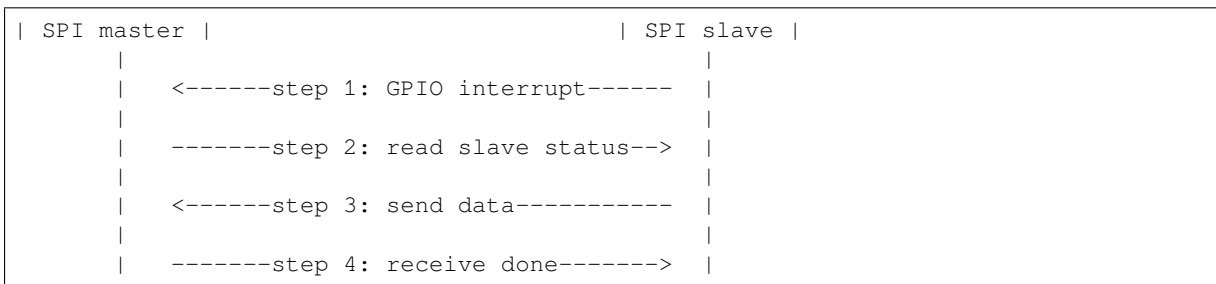 | SPI master |                                 | SPI slave |
      |                                               |
      |   <------step 1: GPIO interrupt------  |
      |                                               |
      |   -------step 2: read slave status-->  |
      |                                               |
      |   <------step 3: send data-----------  |
      |                                               |
      |   -------step 4: receive done------->  |